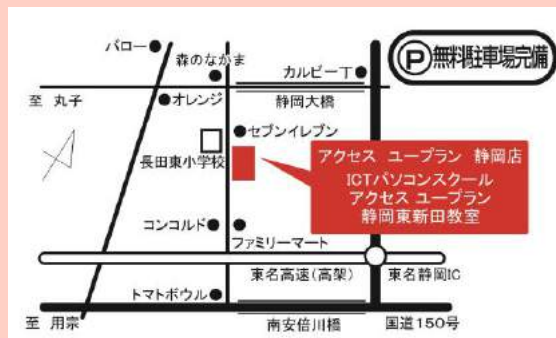 バロー
森のなかま
カルビー丁
Ⓟ無料駐車場完備
至 丸子
オレンジ
静岡大橋
セブンイレブン
長田東小学校
アクセス ユープラン 静岡店
ICTパソコンスクール
アクセス ユープラン
静岡東新田教室
コンコルド
ファミリーマート
東名高速(高架)
東名静岡IC
トマトボウル
至 用宗
南安倍川橋
国道150号